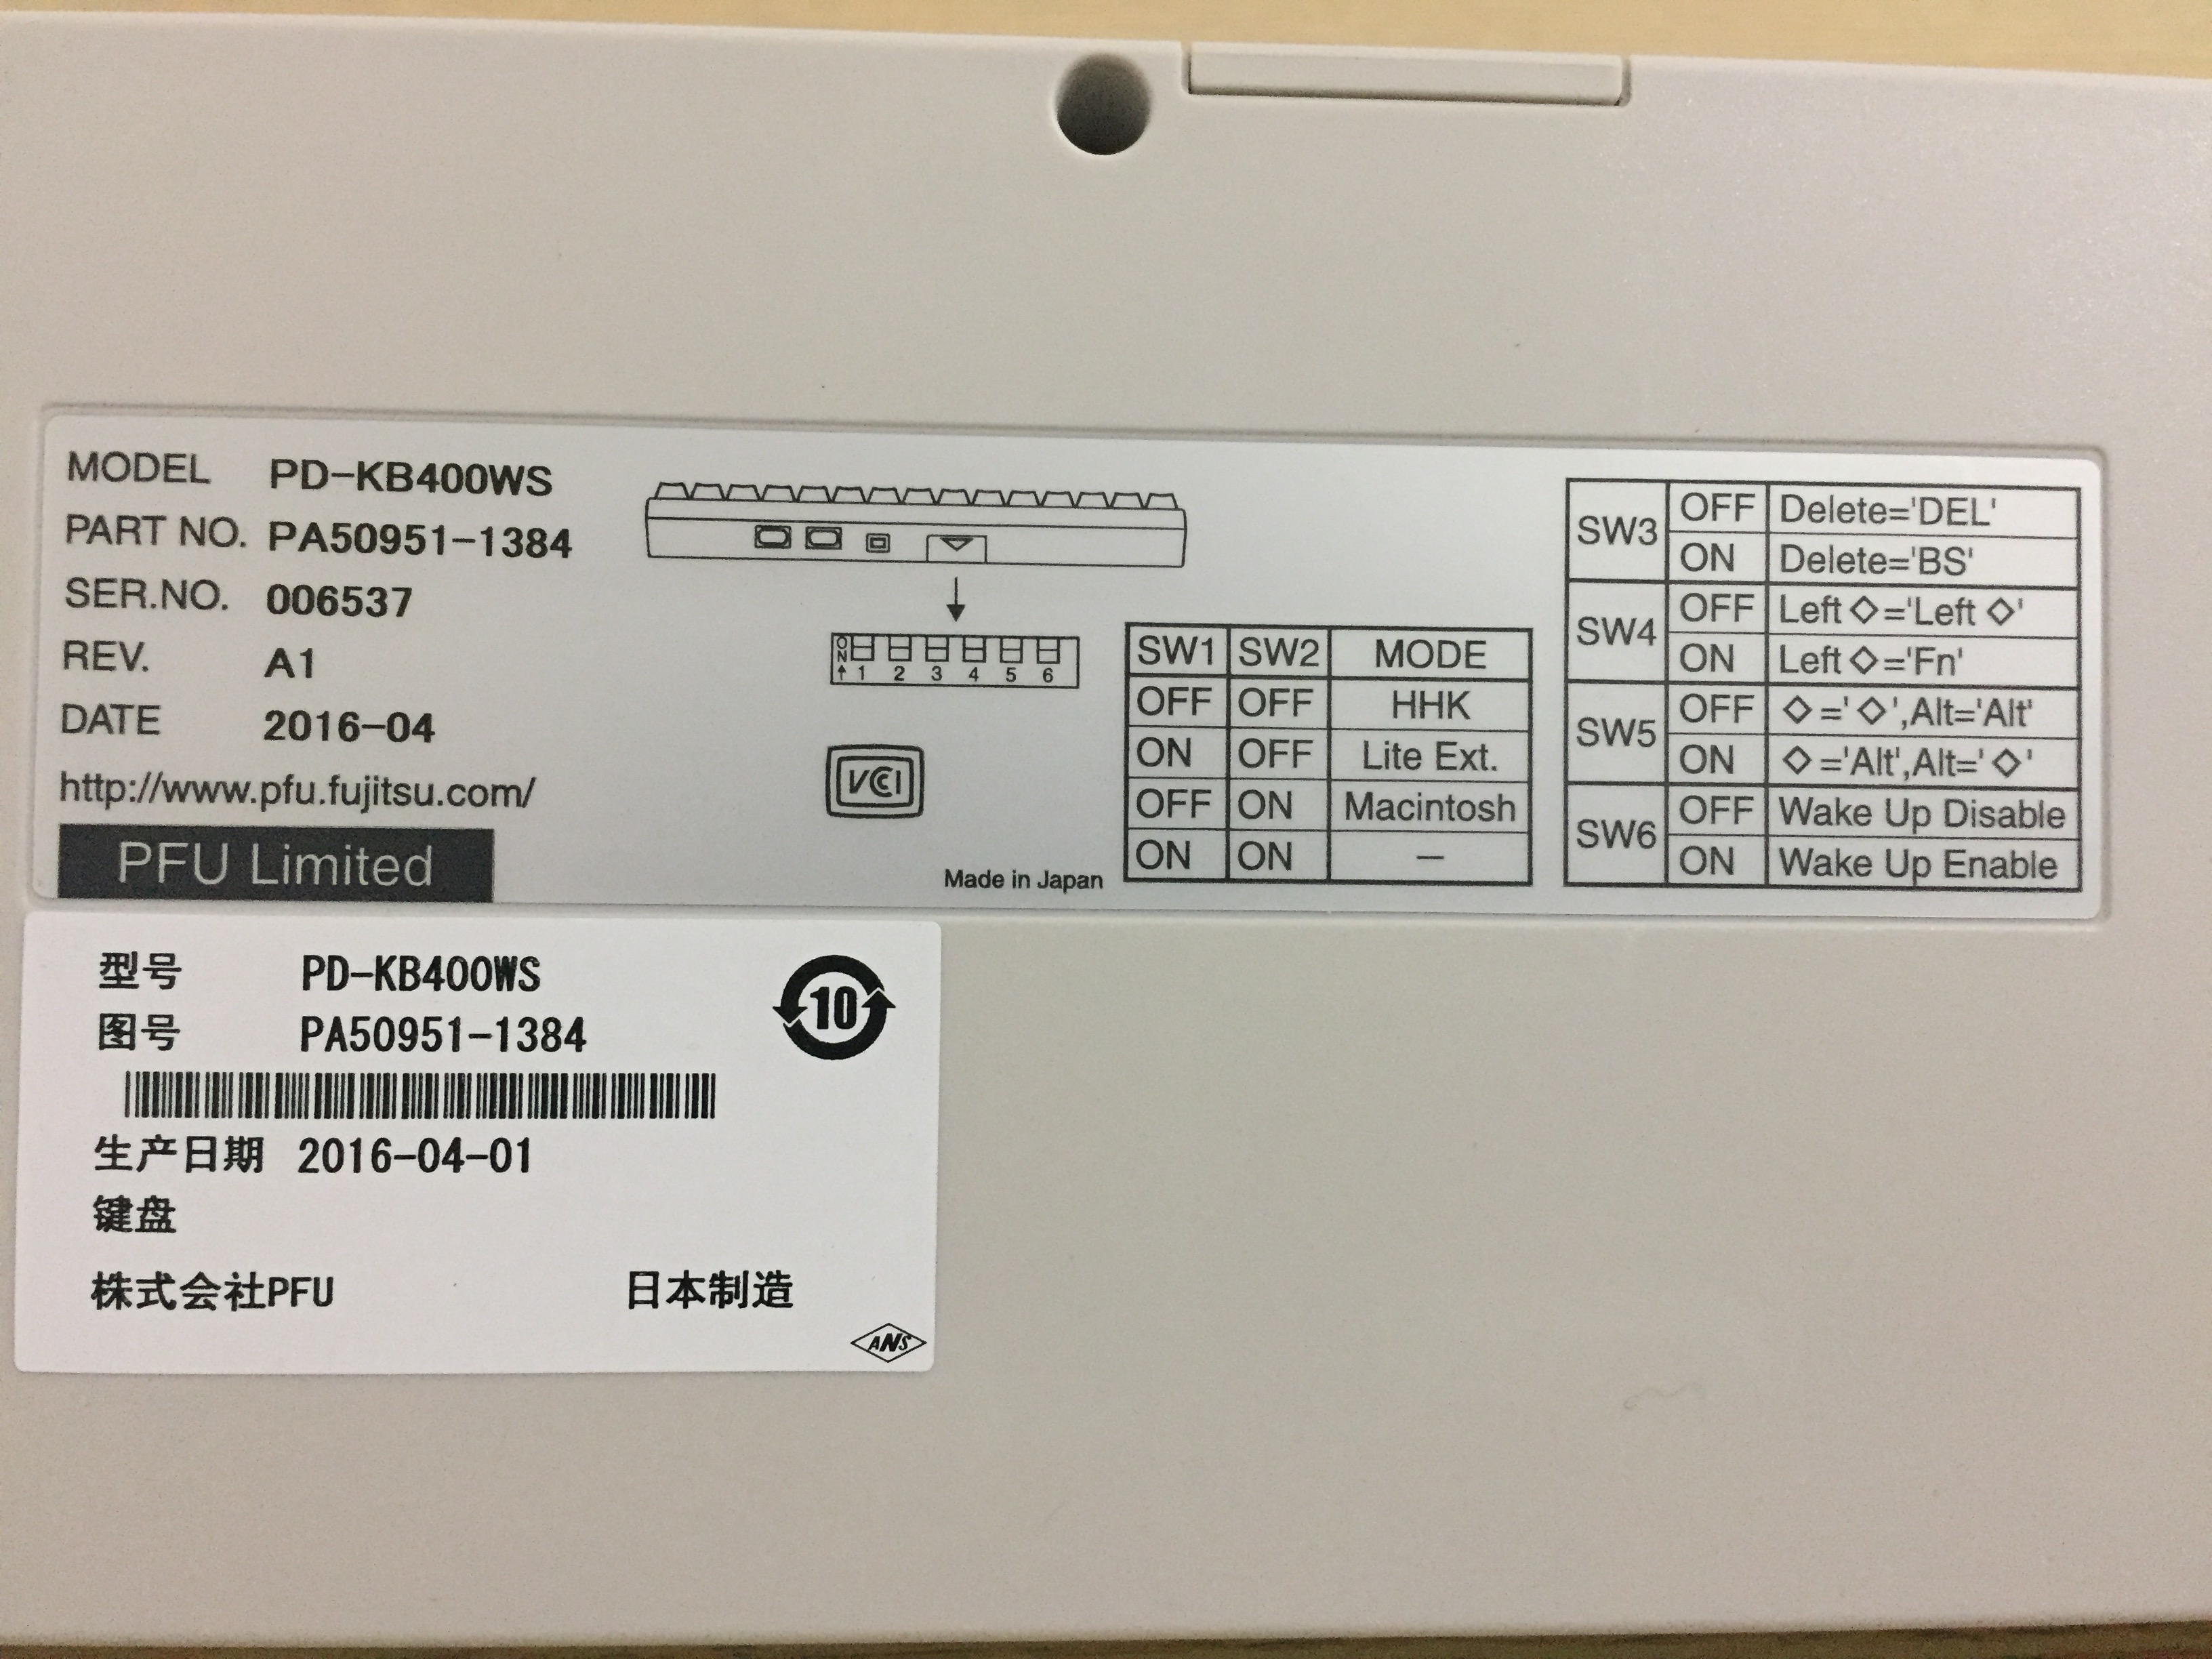 MODEL PD-KB400WS
PART NO. PA50951-1384
SER.NO. 006537
REV. A1
DATE 2016-04
http://www.pfu.fujitsu.com/
PFU Limited
ON
↑ 1 2 3 4 5 6
VCI
Made in Japan
SW1 SW2 MODE
OFF OFF HHK
ON OFF Lite Ext.
OFF ON Macintosh
ON ON —
SW3 OFF Delete='DEL'
ON Delete='BS'
SW4 OFF Left ◇='Left ◇'
ON Left ◇='Fn'
SW5 OFF ◇='◇',Alt='Alt'
ON ◇='Alt',Alt='◇'
SW6 OFF Wake Up Disable
ON Wake Up Enable
型号 PD-KB400WS
图号 PA50951-1384
10
生产日期 2016-04-01
键盘
株式会社PFU 日本制造
ANS